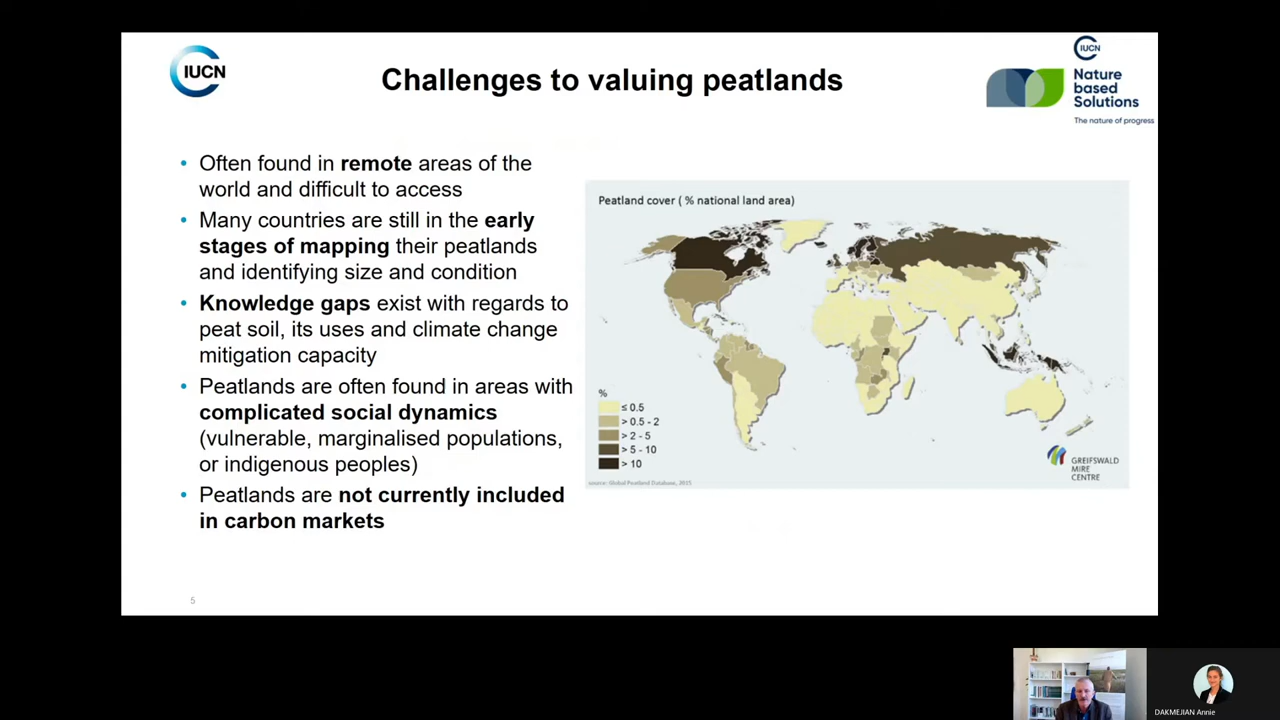 IUCN
Challenges to valuing peatlands
IUCN
Nature
based
Solutions
The nature of progress
• Often found in remote areas of the
world and difficult to access
• Many countries are still in the early
stages of mapping their peatlands
and identifying size and condition
• Knowledge gaps exist with regards to
peat soil, its uses and climate change
mitigation capacity
• Peatlands are often found in areas with
complicated social dynamics
(vulnerable, marginalised populations,
or indigenous peoples)
• Peatlands are not currently included
in carbon markets
Peatland cover ( % national land area)
%
≤ 0.5
> 0.5 - 2
> 2 - 5
> 5 - 10
> 10
GREIFSWALD
MIRE
CENTRE
source: Global Peatland Database, 2015
5
DAKMEJIAN Annie